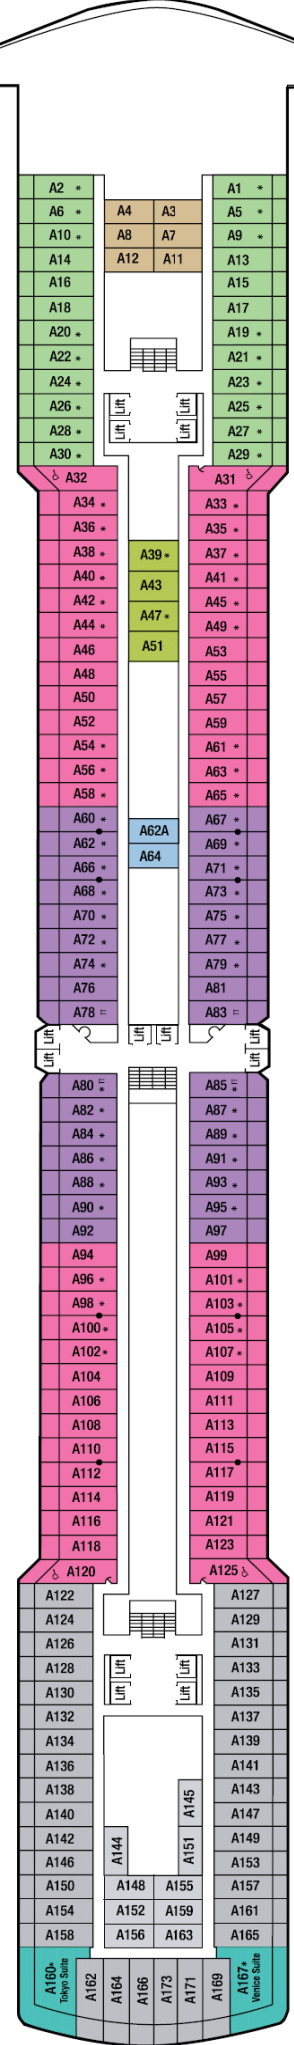 A2 * A1 *
A6 * A4 A3 A5 *
A10 * A8 A7 A9 *
A14 A12 A11 A13
A16 A15
A18 A17
A20 * A19 *
A22 * A21 *
A24 * A23 *
A26 * Lift Lift A25 *
A28 * Lift Lift A27 *
A30 * A29 *
A32 A31
A34 * A33 *
A36 * A35 *
A38 * A39 * A37 *
A40 * A43 A41 *
A42 * A45 *
A44 * A47 * A49 *
A46 A51 A53
A48 A55
A50 A57
A52 A59
A54 * A61 *
A56 * A63 *
A58 * A65 *
A60 * A62A A67 *
A62 * A69 *
A66 * A64 A71 *
A68 * A73 *
A70 * A75 *
A72 * A77 *
A74 * A79 *
A76 A81
A78 A83
Lift Lift Lift Lift
Lift Lift
A80 * A85 *
A82 * A87 *
A84 * A89 *
A86 * A91 *
A88 * A93 *
A90 * A95 *
A92 A97
A94 A99
A96 * A101 *
A98 * A103 *
A100 * A105 *
A102 * A107 *
A104 A109
A106 A111
A108 A113
A110 A115
A112 A117
A114 A119
A116 A121
A118 A123
A120 A125
A122 A127
A124 A129
A126 A131
A128 Lift Lift A133
A130 Lift Lift A135
A132 A137
A134 A139
A136 A141
A138 A145 A143
A140 A147
A142 A144 A151 A149
A146 A153
A150 A148 A155 A157
A154 A152 A159 A161
A158 A156 A163 A165
A160*
Tokyo Suite
A162 A164 A166 A173 A171 A169
A167*
Venice Suite